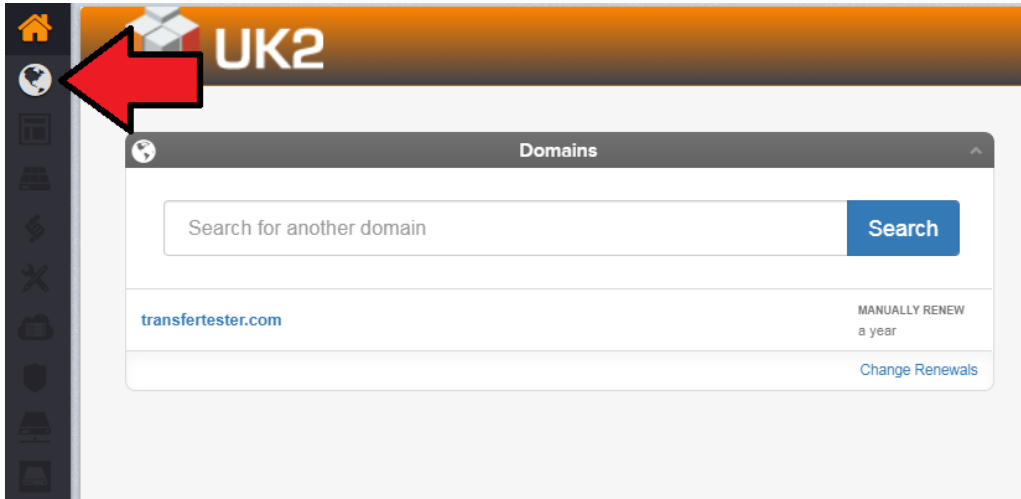 UK2
Domains
Search for another domain
Search
transfertester.com
MANUALLY RENEW
a year
Change Renewals